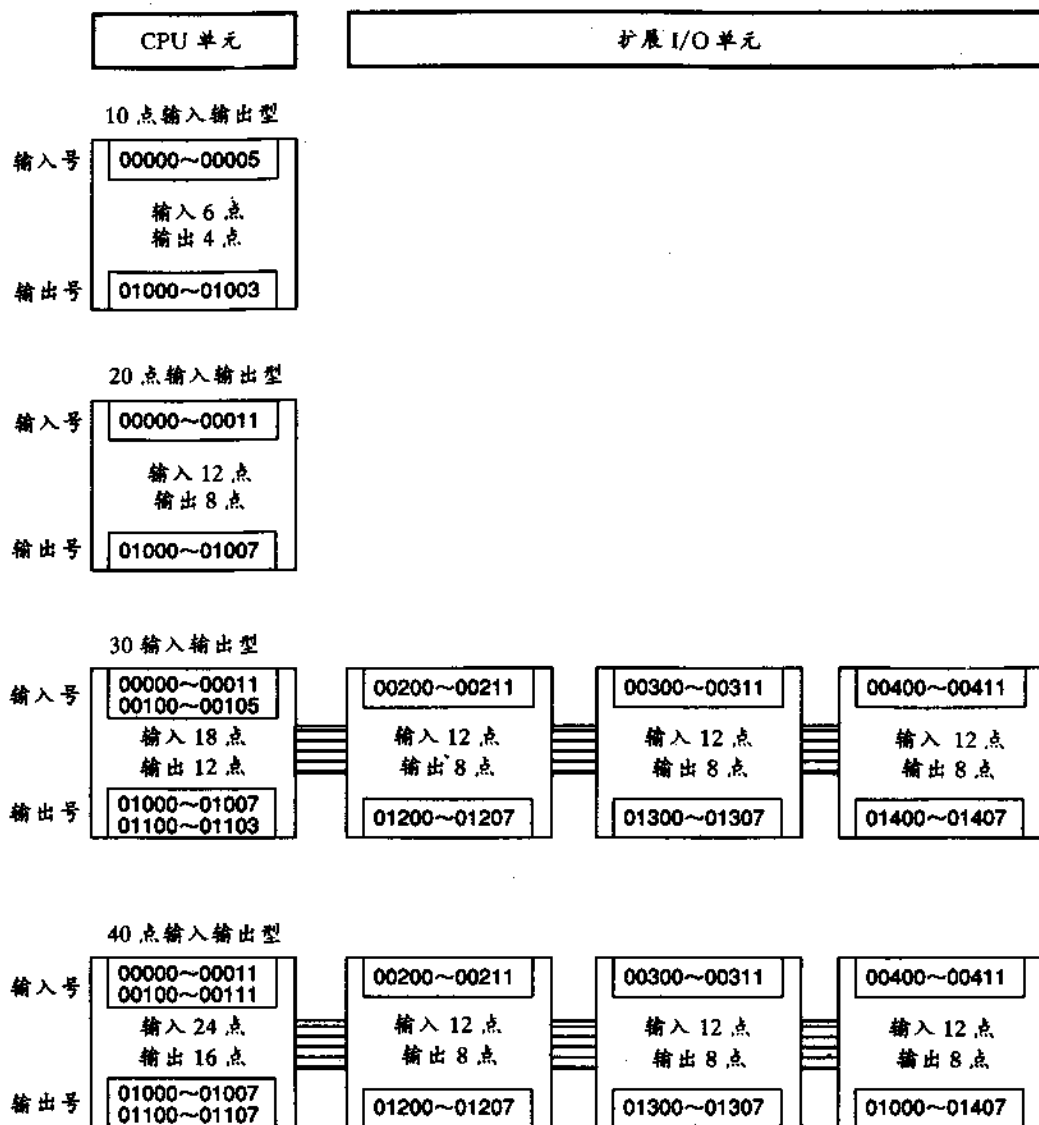 CPU 单元 扩展 I/O 单元
10 点输入输出型
输入号 00000~00005
输入 6 点
输出 4 点
输出号 01000~01003
20 点输入输出型
输入号 00000~00011
输入 12 点
输出 8 点
输出号 01000~01007
30 输入输出型
输入号 00000~00011 00200~00211 00300~00311 00400~00411
00100~00105
输入 18 点 输入 12 点 输入 12 点 输入 12 点
输出 12 点 输出 8 点 输出 8 点 输出 8 点
输出号 01000~01007 01200~01207 01300~01307 01400~01407
01100~01103
40 点输入输出型
输入号 00000~00011 00200~00211 00300~00311 00400~00411
00100~00111
输入 24 点 输入 12 点 输入 12 点 输入 12 点
输出 16 点 输出 8 点 输出 8 点 输出 8 点
输出号 01000~01007 01200~01207 01300~01307 01000~01407
01100~01107